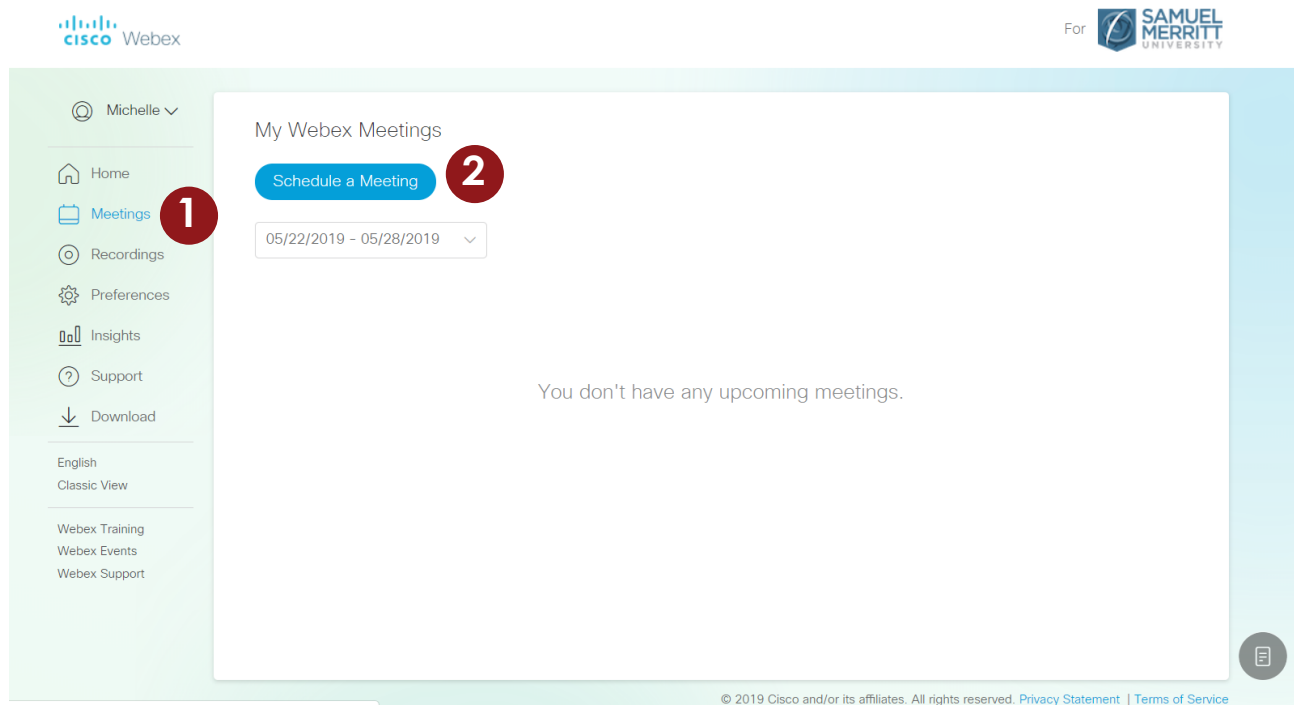 cisco Webex
For SAMUEL
MERRITT
UNIVERSITY
Michelle
Home
Meetings
1
Recordings
Preferences
Insights
Support
Download
English
Classic View
Webex Training
Webex Events
Webex Support
My Webex Meetings
Schedule a Meeting
2
05/22/2019 - 05/28/2019
You don't have any upcoming meetings.
© 2019 Cisco and/or its affiliates. All rights reserved. Privacy Statement | Terms of Service